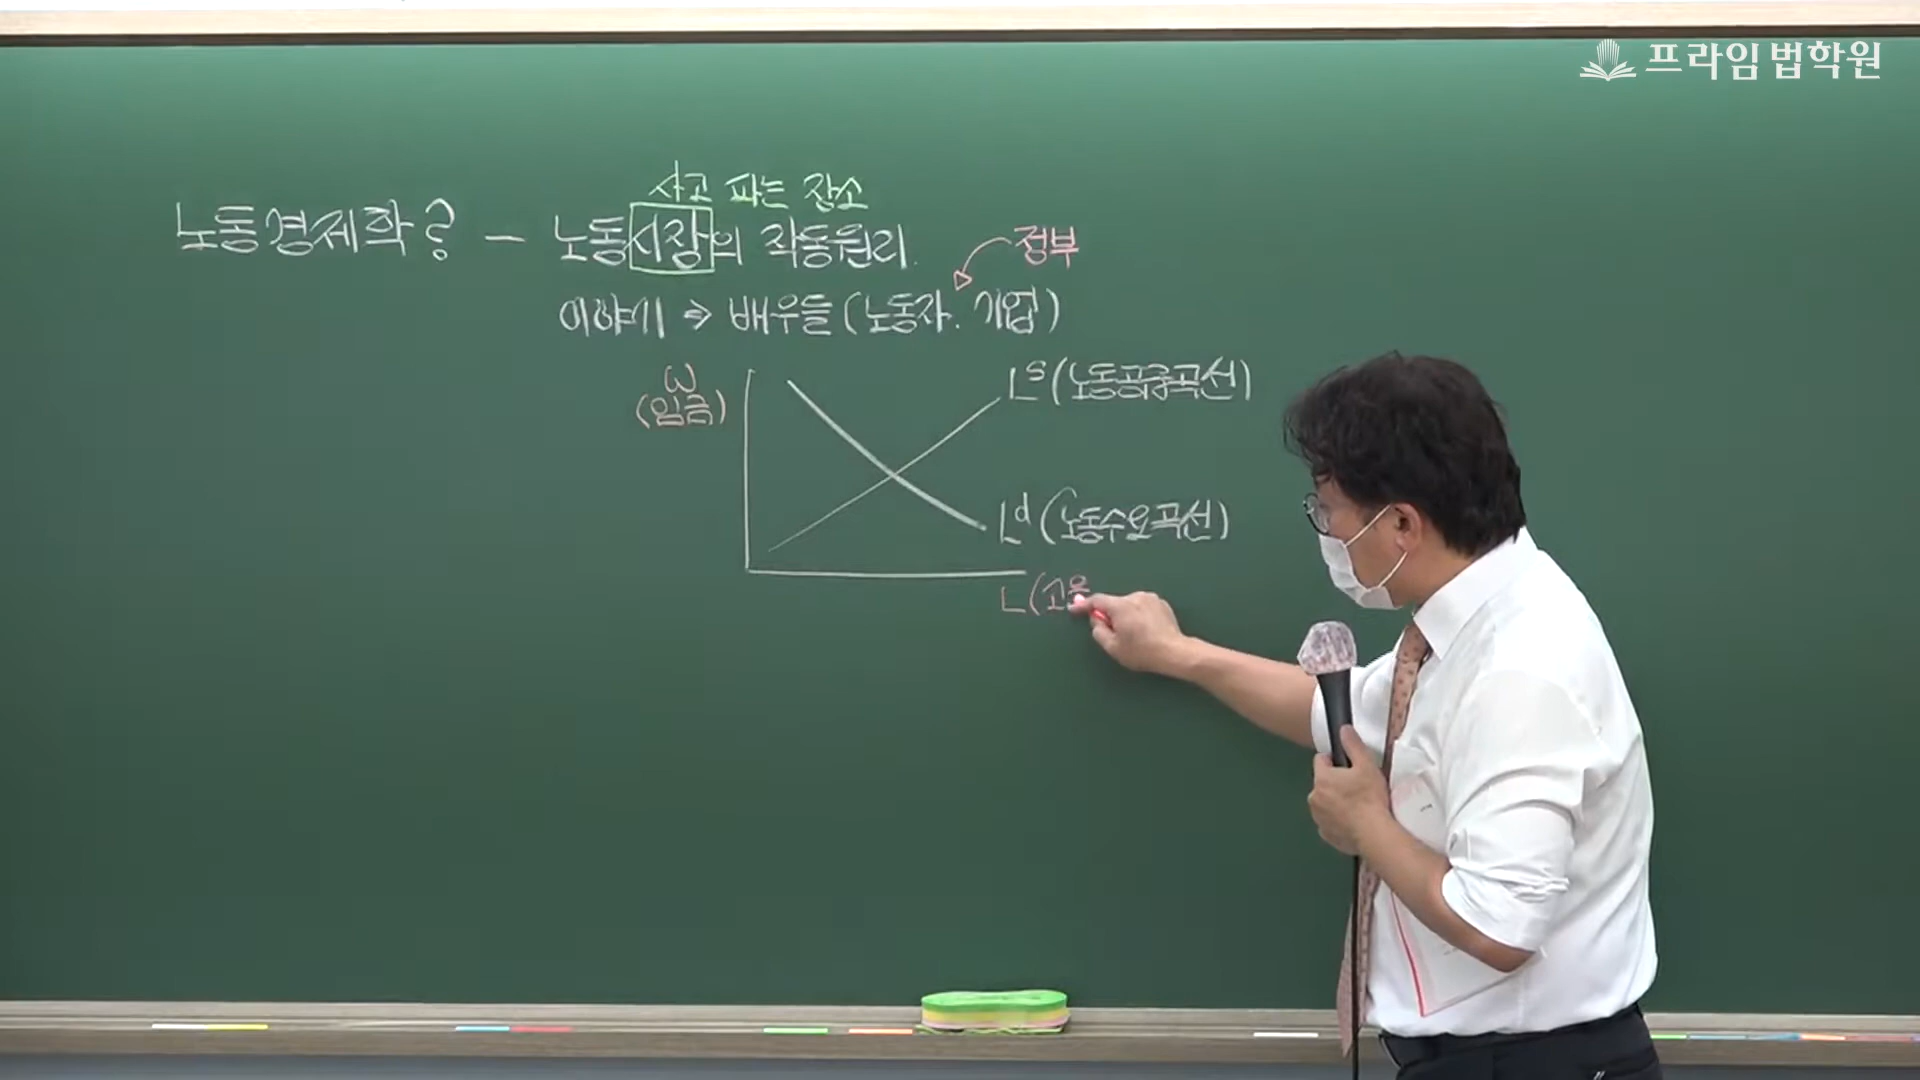 프라임법학원
사고 파는 장소
노동경제학? - 노동시장의 작동원리.
정부
이야기 ⇒ 배우들 (노동자. 기업)
W
(임금)
L^s (노동공급곡선)
L^d (노동수요곡선)
L (고용